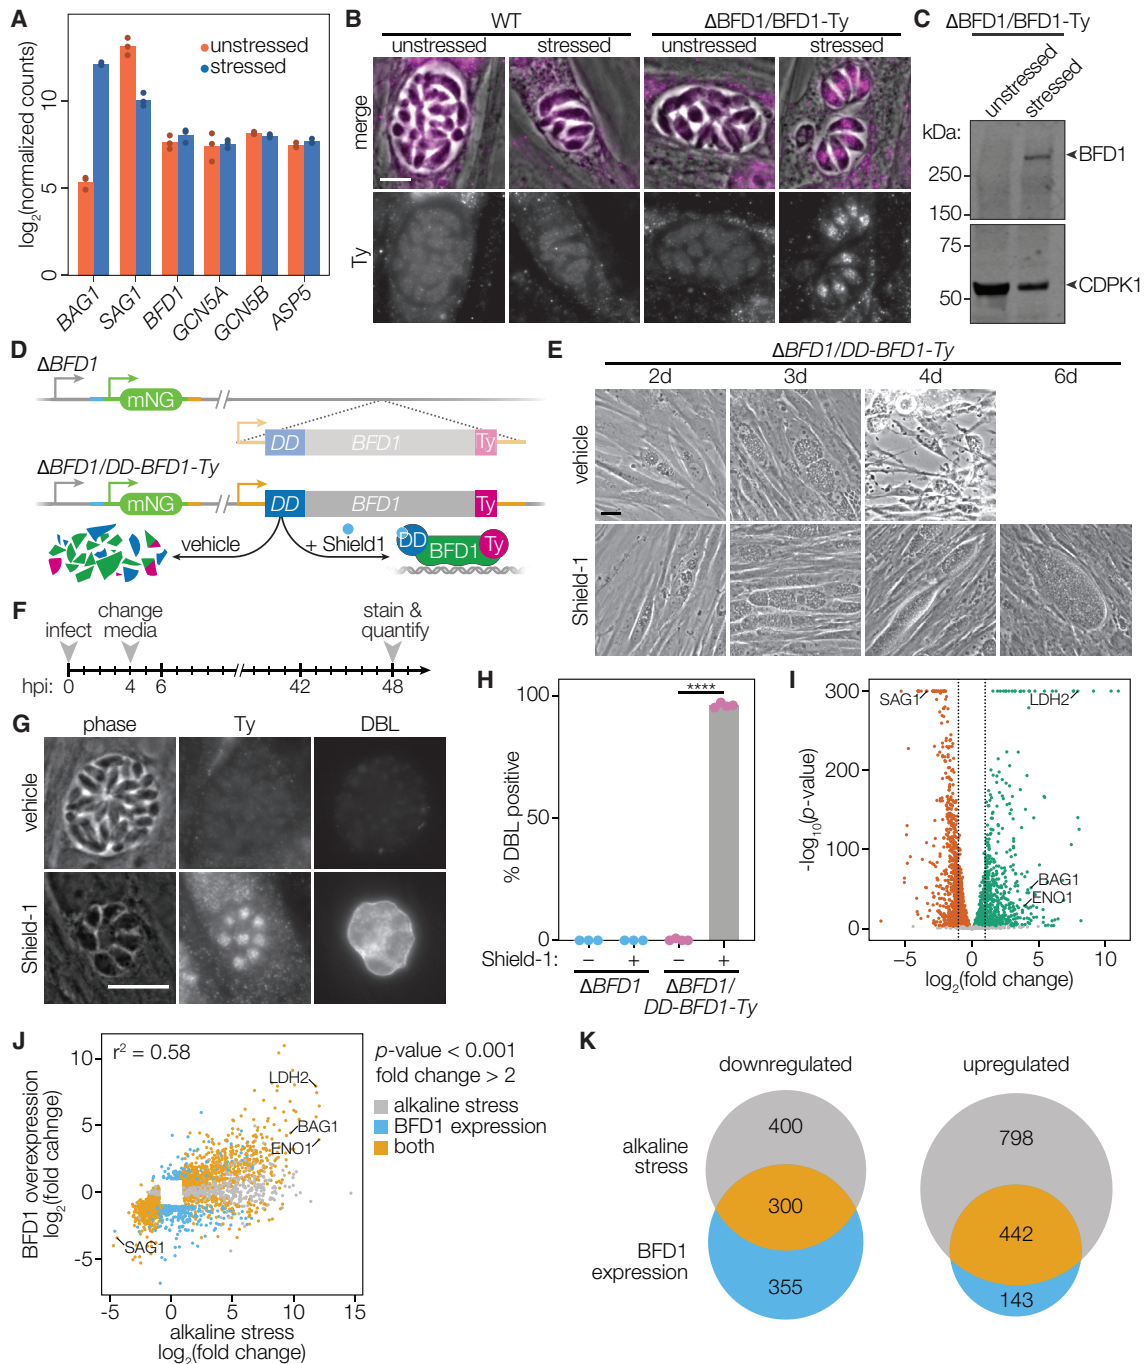 A
log2(normalized counts)
10
5
0
unstressed
stressed
BAG1
SAG1
BFD1
GCN5A
GCN5B
ASP5
B
WT
ΔBFD1/BFD1-Ty
unstressed
stressed
unstressed
stressed
merge
Ty
C
ΔBFD1/BFD1-Ty
unstressed
stressed
kDa:
BFD1
250
150
75
50
CDPK1
D
ΔBFD1
mNG
DD
BFD1
Ty
ΔBFD1/DD-BFD1-Ty
mNG
DD
BFD1
Ty
vehicle
+ Shield1
DD
BFD1
Ty
E
ΔBFD1/DD-BFD1-Ty
2d
3d
4d
6d
vehicle
Shield-1
F
infect
change
media
stain &
quantify
hpi:
0
4
6
42
48
G
phase
Ty
DBL
vehicle
Shield-1
H
% DBL positive
100
50
0
****
Shield-1:
−
+
−
+
ΔBFD1
ΔBFD1/
DD-BFD1-Ty
I
-log10(p-value)
300
200
100
0
SAG1
LDH2
BAG1
ENO1
−5
0
5
10
log2(fold change)
J
BFD1 overexpression
log2(fold cahnge)
r2 = 0.58
10
5
0
-5
LDH2
BAG1
ENO1
SAG1
-5
0
5
10
15
alkaline stress
log2(fold change)
p-value < 0.001
fold change > 2
alkaline stress
BFD1 expression
both
K
downregulated
upregulated
alkaline
stress
BFD1
expression
400
300
355
798
442
143